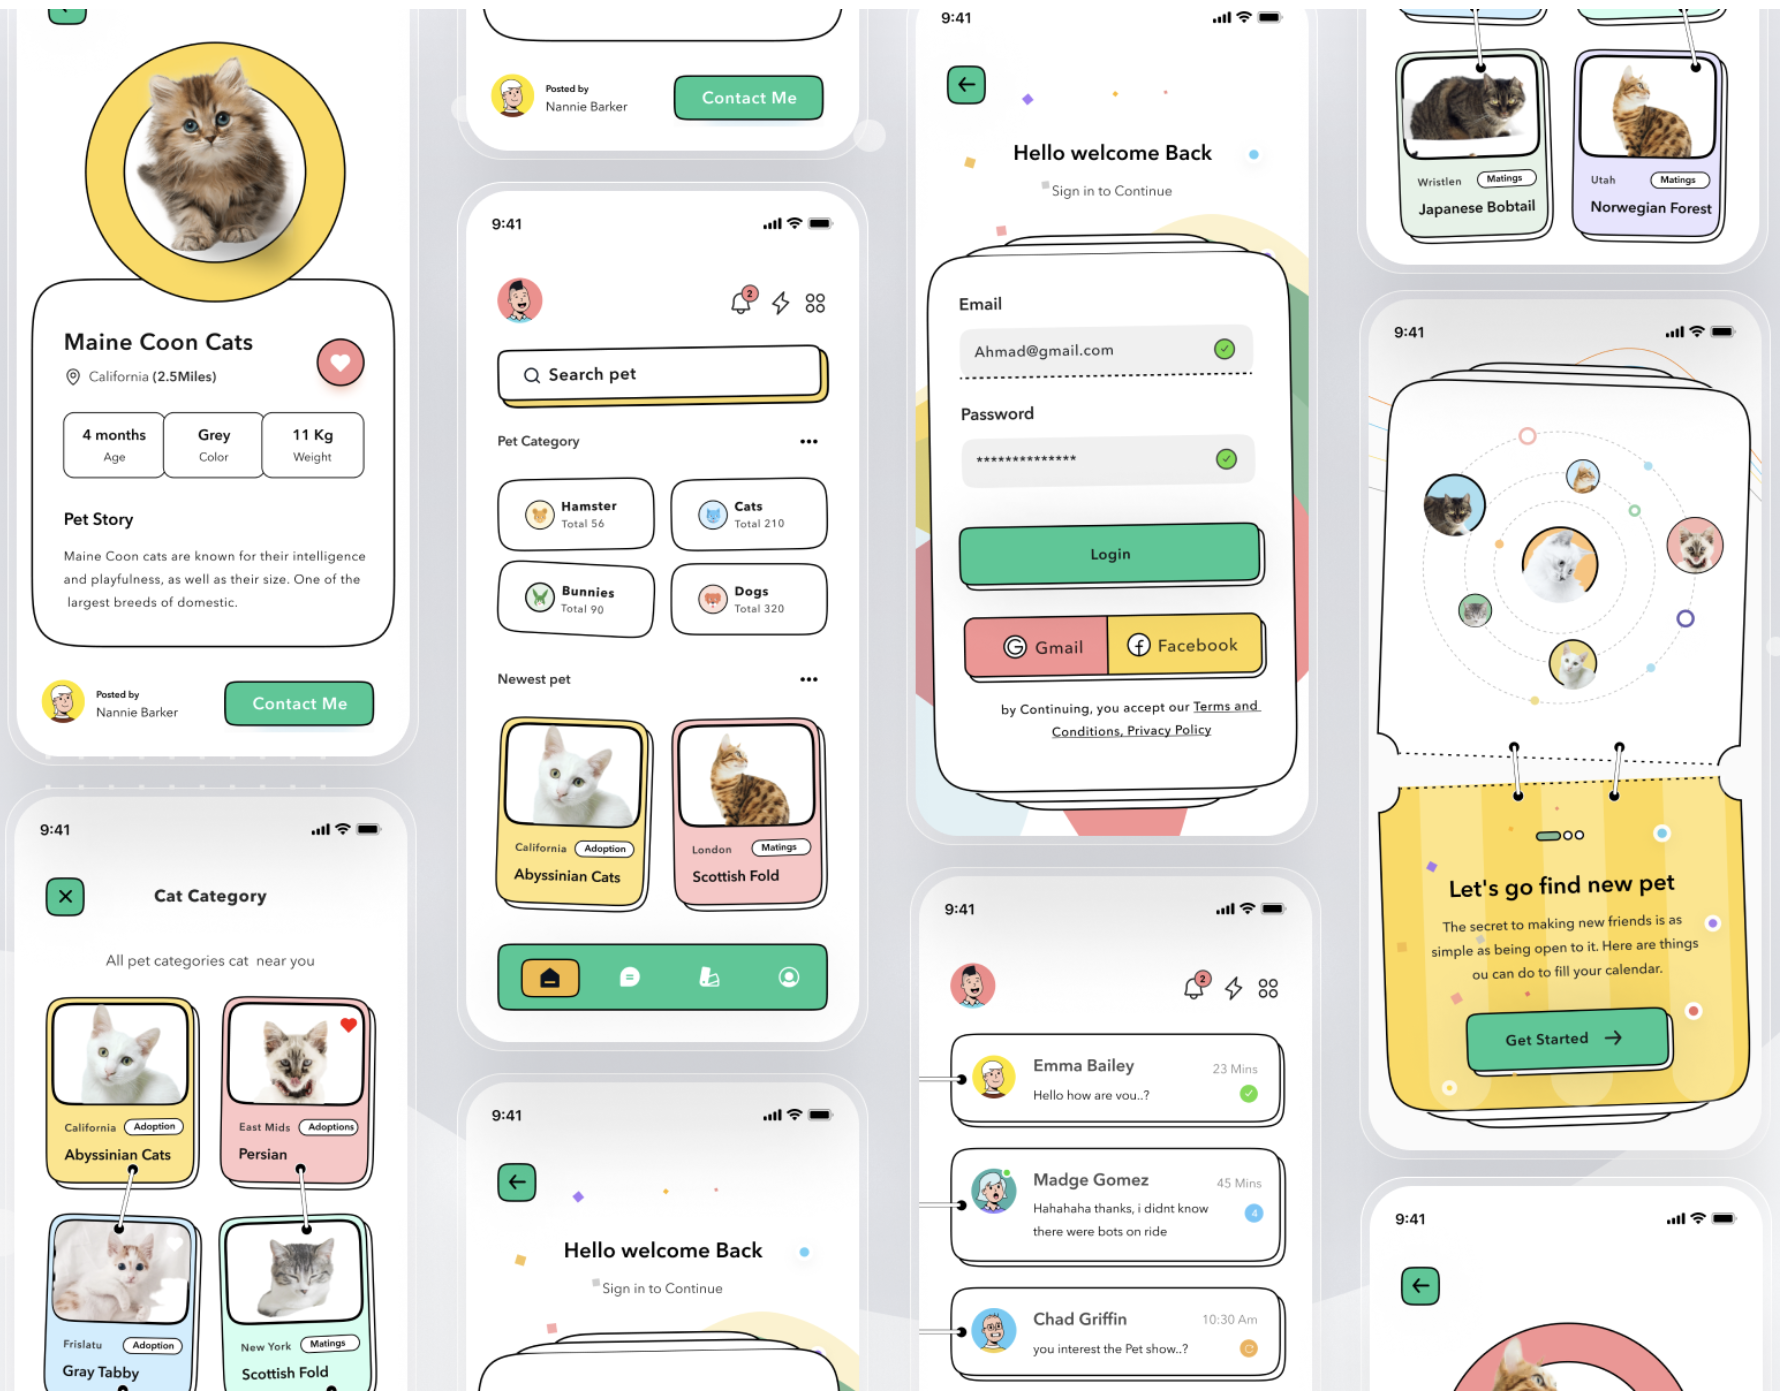 Maine Coon Cats
California (2.5Miles)
4 months
Age
Grey
Color
11 Kg
Weight
Pet Story
Maine Coon cats are known for their intelligence
and playfulness, as well as their size. One of the
largest breeds of domestic.
Posted by
Nannie Barker
Contact Me
9:41
Cat Category
All pet categories cat near you
California
Adoption
Abyssinian Cats
East Mids
Adoptions
Persian
Frislatu
Adoption
Gray Tabby
New York
Matings
Scottish Fold
Posted by
Nannie Barker
Contact Me
9:41
2
Search pet
Pet Category
Hamster
Total 56
Cats
Total 210
Bunnies
Total 90
Dogs
Total 320
Newest pet
California
Adoption
Abyssinian Cats
London
Matings
Scottish Fold
9:41
Hello welcome Back
Sign in to Continue
9:41
Hello welcome Back
Sign in to Continue
Email
Ahmad@gmail.com
Password
**************
Login
G Gmail
f Facebook
by Continuing, you accept our Terms and
Conditions, Privacy Policy
9:41
2
Emma Bailey
23 Mins
Hello how are vou..?
Madge Gomez
45 Mins
Hahahaha thanks, i didnt know
there were bots on ride
4
Chad Griffin
10:30 Am
you interest the Pet show..?
Wristlen
Matings
Japanese Bobtail
Utah
Matings
Norwegian Forest
9:41
Let's go find new pet
The secret to making new friends is as
simple as being open to it. Here are things
ou can do to fill your calendar.
Get Started
9:41